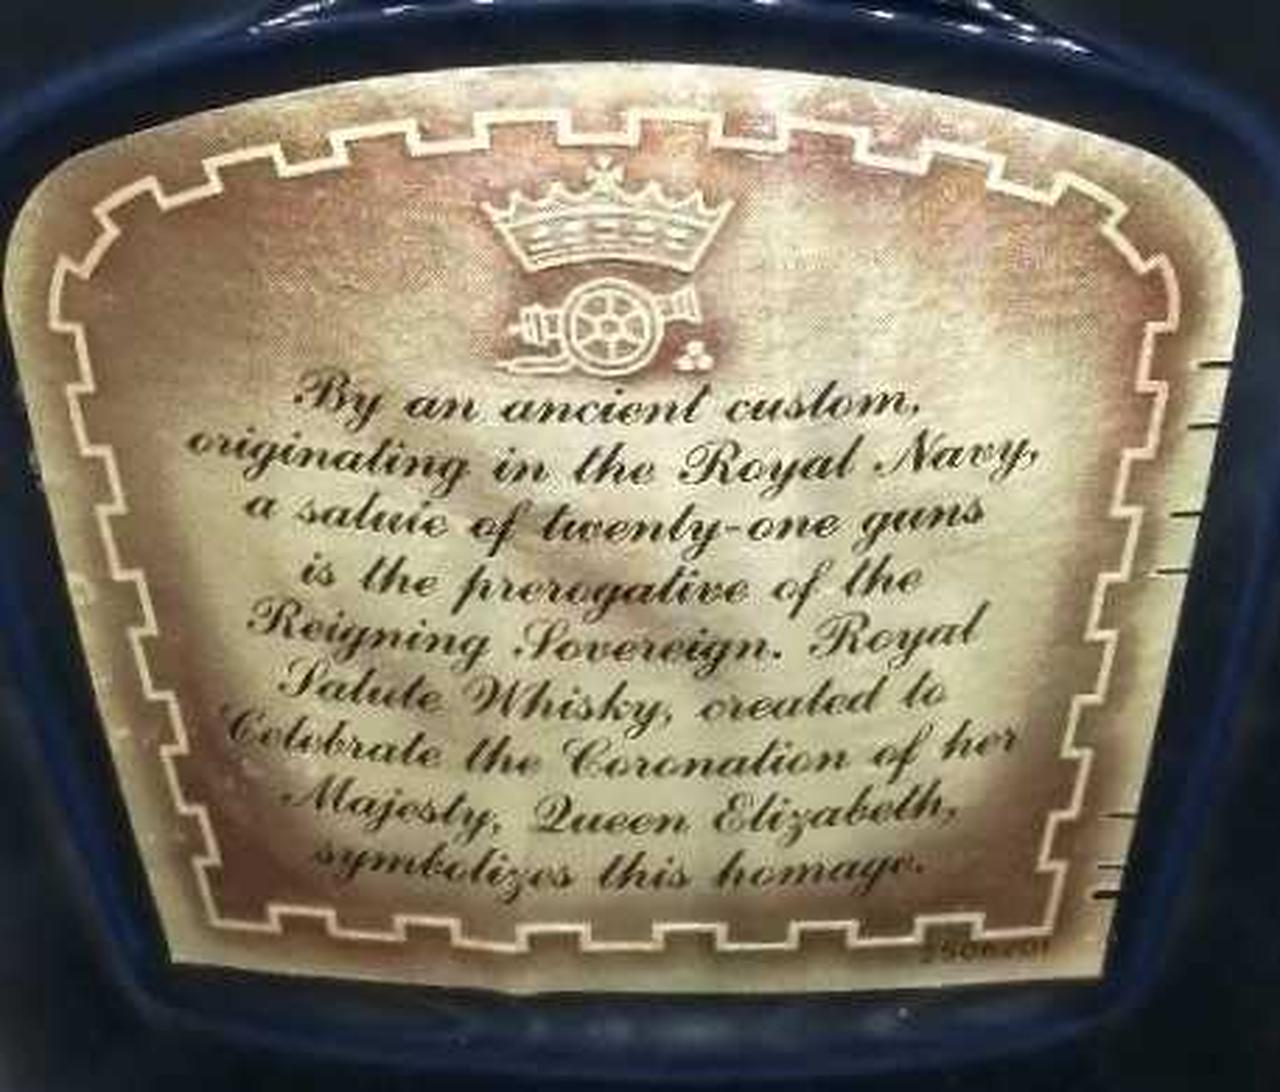 By an ancient custom,
originating in the Royal Navy,
a salute of twenty-one guns
is the prerogative of the
Reigning Sovereign. Royal
Salute Whisky, created to
Celebrate the Coronation of her
Majesty, Queen Elizabeth,
symbolizes this homage.